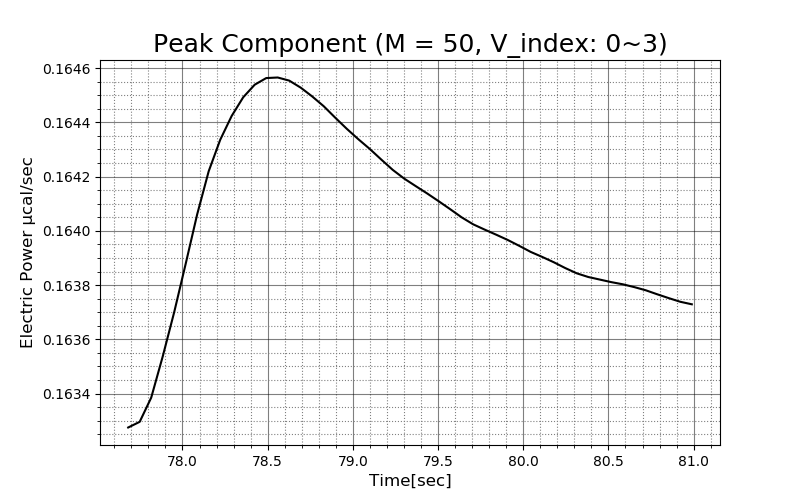 Peak Component (M = 50, V_index: 0~3)
0.1646
0.1644
0.1642
0.1640
0.1638
0.1636
0.1634
Electric Power μcal/sec
78.0 78.5 79.0 79.5 80.0 80.5 81.0
Time[sec]